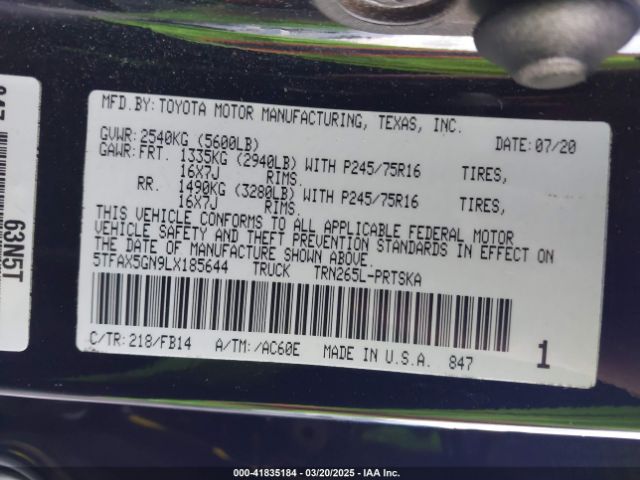 MFD.BY: TOYOTA MOTOR MANUFACTURING, TEXAS, INC.
GVWR: 2540KG (5600LB) DATE: 07/20
GAWR: FRT. 1335KG (2940LB) WITH P245/75R16 TIRES,
16X7J RIMS.
RR. 1490KG (3280LB) WITH P245/75R16 TIRES,
16X7J RIMS.
THIS VEHICLE CONFORMS TO ALL APPLICABLE FEDERAL MOTOR
VEHICLE SAFETY AND THEFT PREVENTION STANDARDS IN EFFECT ON
THE DATE OF MANUFACTURE SHOWN ABOVE.
5TFAX5GN9LX185644 TRUCK TRN265L-PRTSKA
C/TR: 218/FB14 A/TM: /AC60E MADE IN U.S.A. 847 1
63N5T
000-41835184 | 03/20/2025 | IAA Inc.